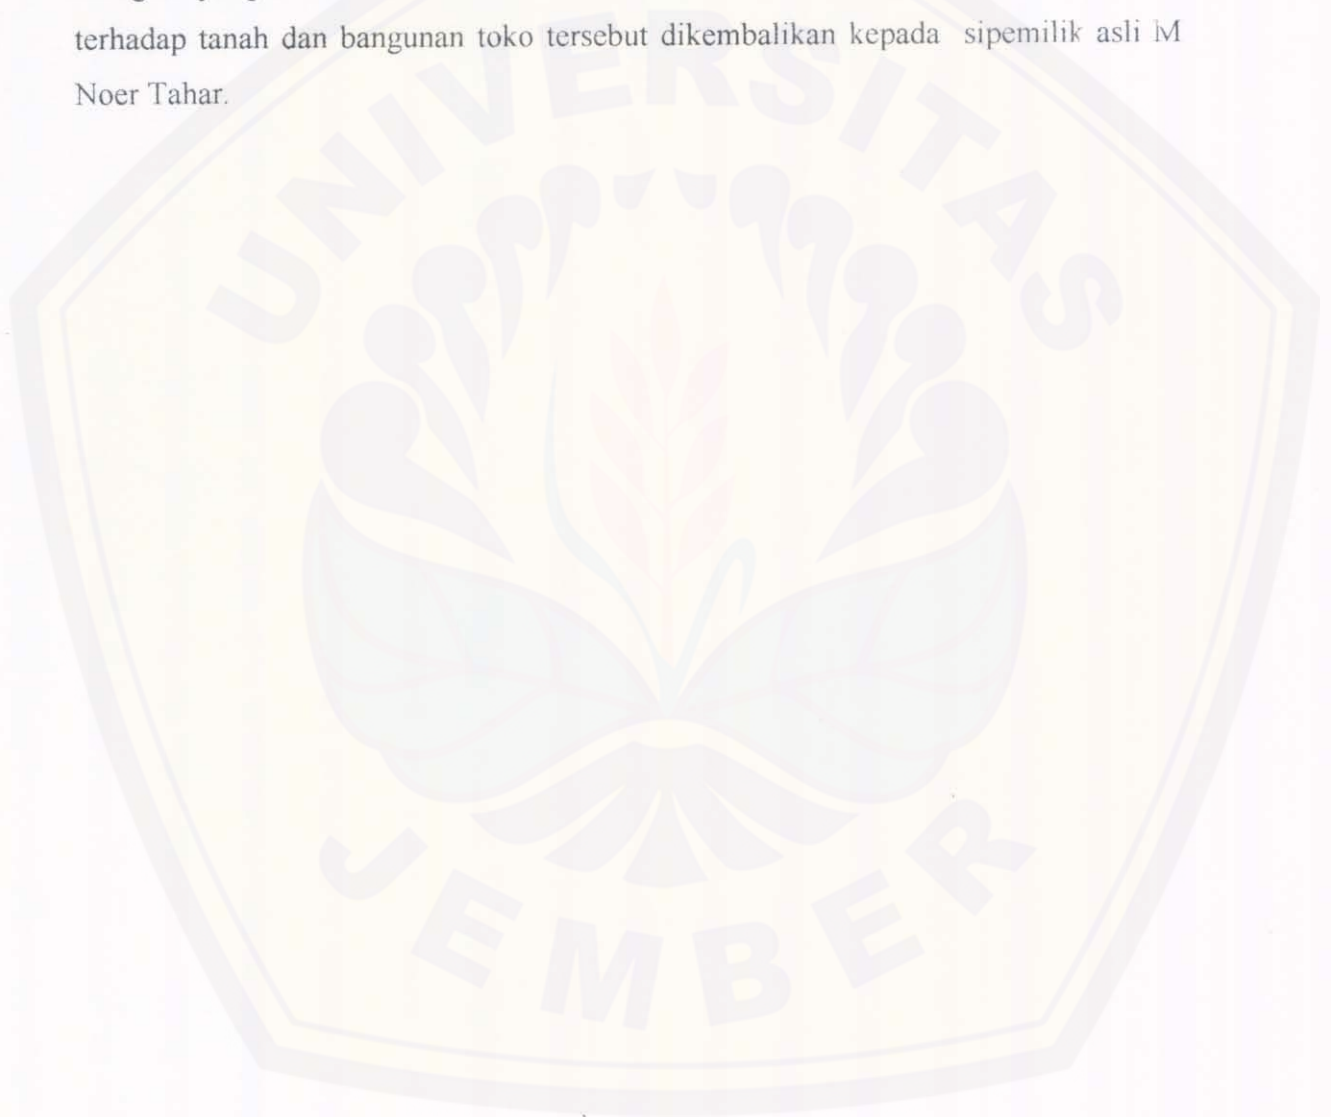 terhadap tanah dan bangunan toko tersebut dikembalikan kepada sipemilik asli M
Noer Tahar.
UNIVERSITAS
JEMBER